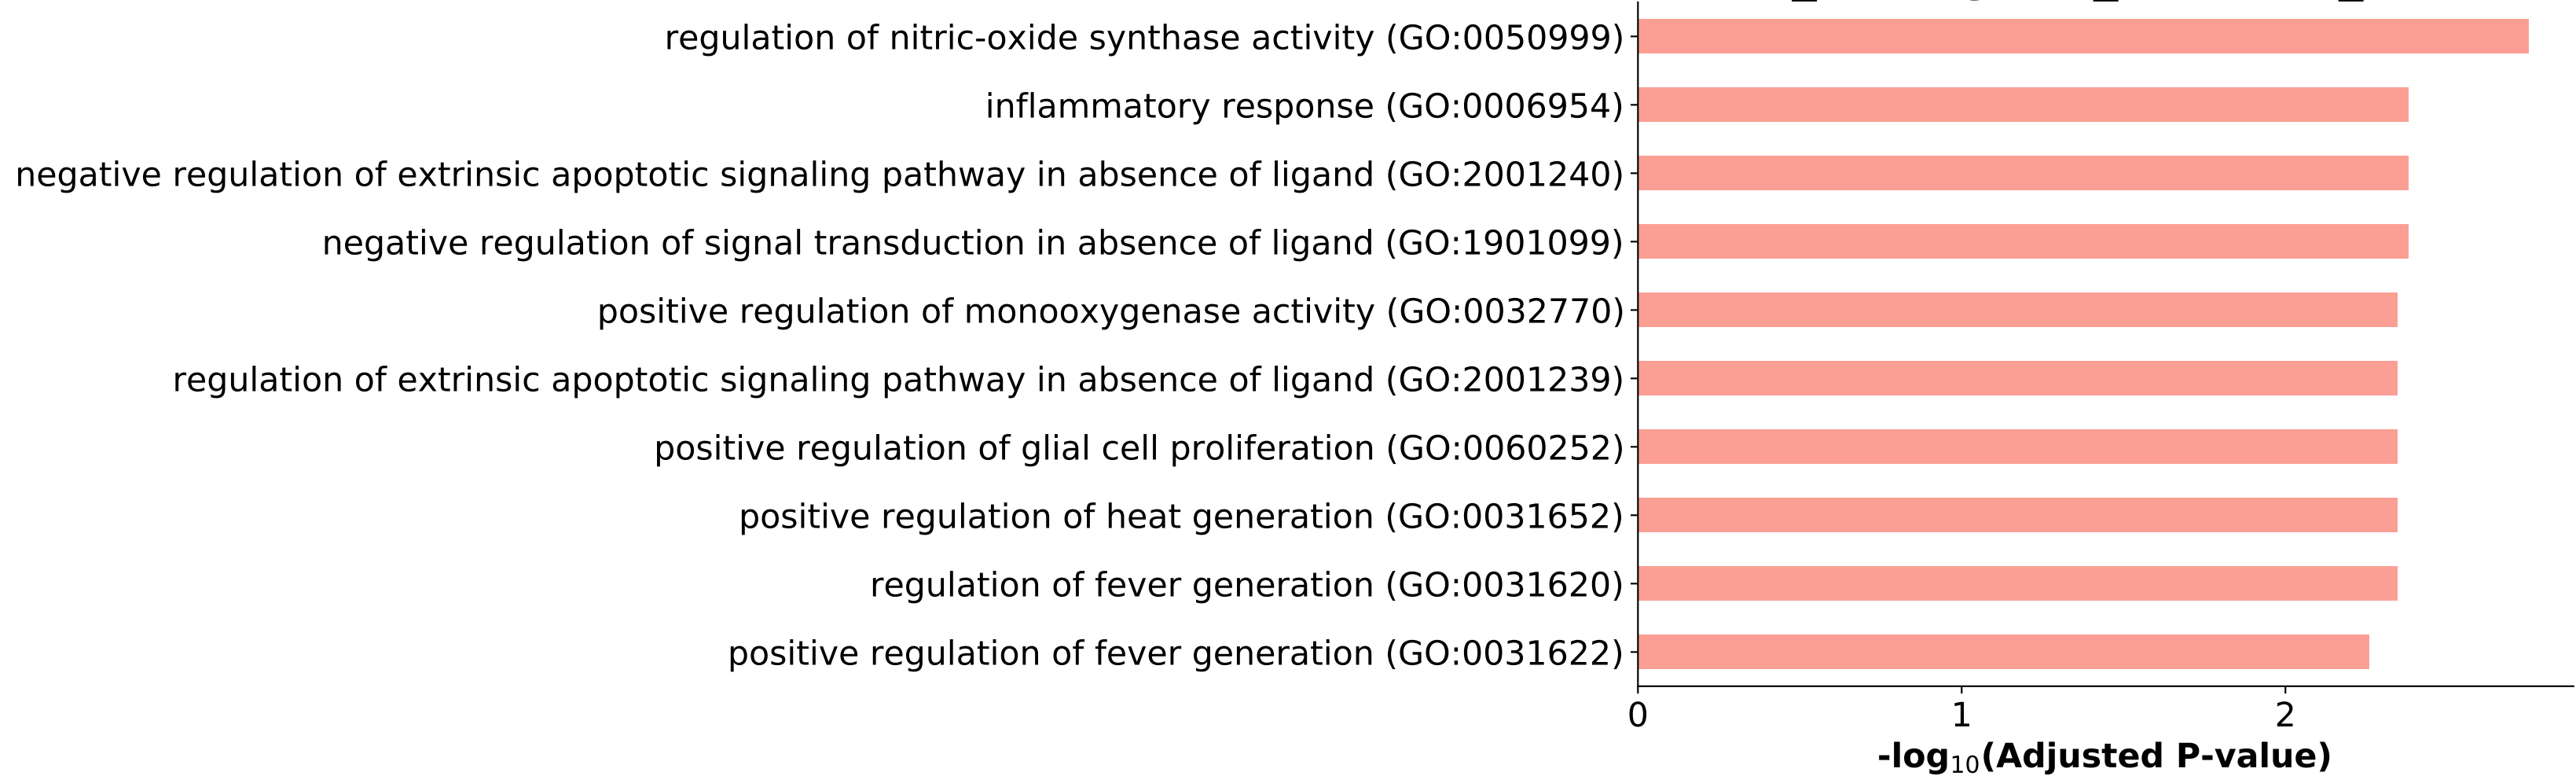 regulation of nitric-oxide synthase activity (GO:0050999)
inflammatory response (GO:0006954)
negative regulation of extrinsic apoptotic signaling pathway in absence of ligand (GO:2001240)
negative regulation of signal transduction in absence of ligand (GO:1901099)
positive regulation of monooxygenase activity (GO:0032770)
regulation of extrinsic apoptotic signaling pathway in absence of ligand (GO:2001239)
positive regulation of glial cell proliferation (GO:0060252)
positive regulation of heat generation (GO:0031652)
regulation of fever generation (GO:0031620)
positive regulation of fever generation (GO:0031622)
0 1 2
-log₁₀(Adjusted P-value)